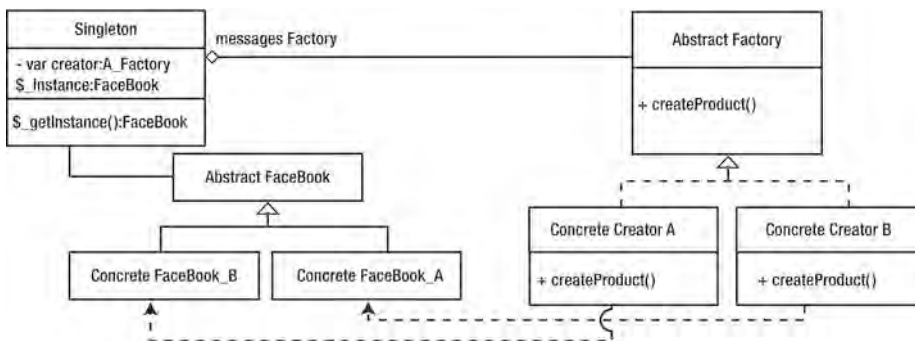 Singleton
- var creator:A_Factory
$_Instance:FaceBook
$_getInstance():FaceBook
messages Factory
Abstract Factory
+ createProduct()
Abstract FaceBook
Concrete FaceBook_B
Concrete FaceBook_A
Concrete Creator A
+ createProduct()
Concrete Creator B
+ createProduct()